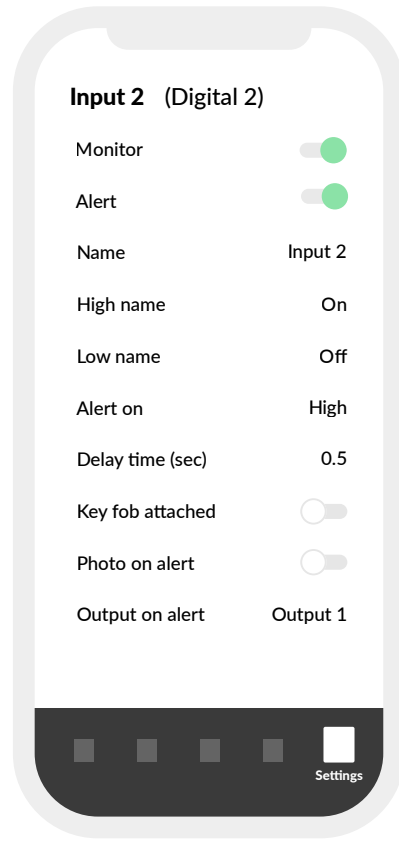 Input 2 (Digital 2)
Monitor
Alert
Name Input 2
High name On
Low name Off
Alert on High
Delay time (sec) 0.5
Key fob attached
Photo on alert
Output on alert Output 1
Settings